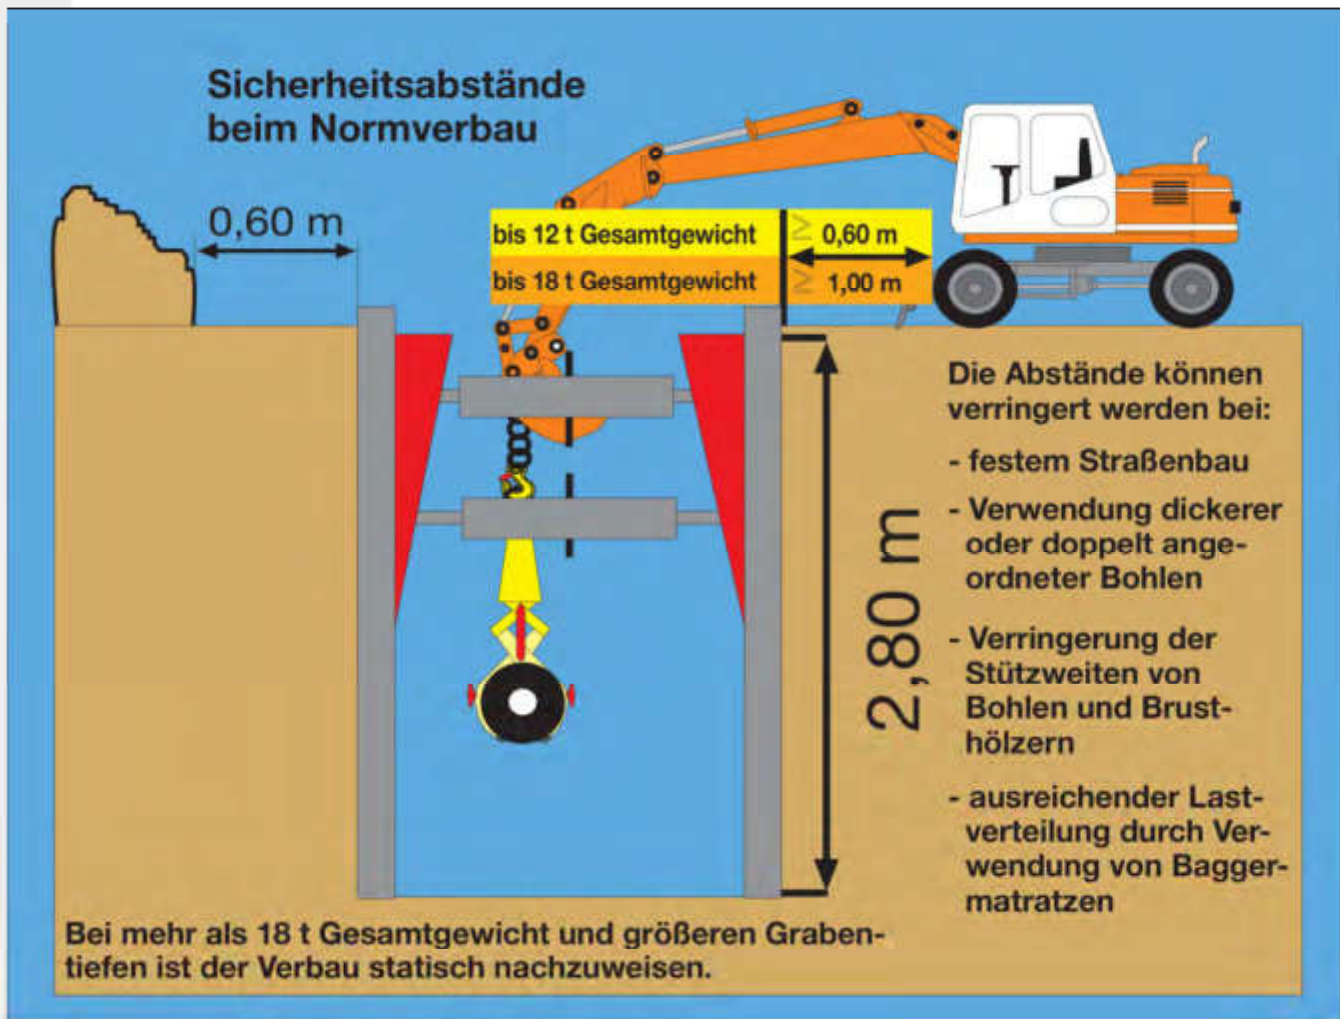 Sicherheitsabstände
beim Normverbau
0,60 m
bis 12 t Gesamtgewicht ≥ 0,60 m
bis 18 t Gesamtgewicht ≥ 1,00 m
2,80 m
Die Abstände können
verringert werden bei:
- festem Straßenbau
- Verwendung dickerer
oder doppelt ange-
ordneter Bohlen
- Verringerung der
Stützweiten von
Bohlen und Brust-
hölzern
- ausreichender Last-
verteilung durch Ver-
wendung von Bagger-
matratzen
Bei mehr als 18 t Gesamtgewicht und größeren Graben-
tiefen ist der Verbau statisch nachzuweisen.